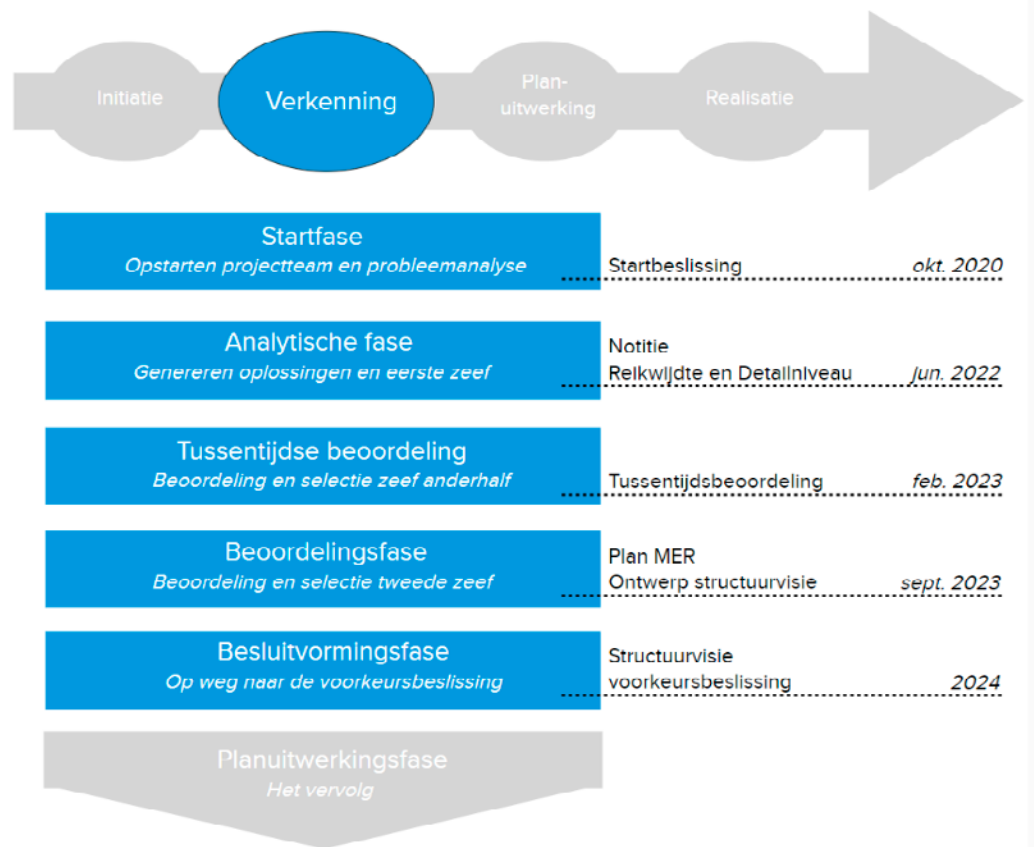 Initiatie
Verkenning
Plan-
uitwerking
Realisatie
Startfase
Opstarten projectteam en probleemanalyse
Startbeslissing
okt. 2020
Analytische fase
Genereren oplossingen en eerste zeef
Notitie
Reikwijdte en Detailniveau
jun. 2022
Tussentijdse beoordeling
Beoordeling en selectie zeef anderhalf
Tussentijdsbeoordeling
feb. 2023
Beoordelingsfase
Beoordeling en selectie tweede zeef
Plan MER
Ontwerp structuurvisie
sept. 2023
Besluitvormingsfase
Op weg naar de voorkeursbeslissing
Structuurvisie
voorkeursbeslissing
2024
Planuitwerkingsfase
Het vervolg